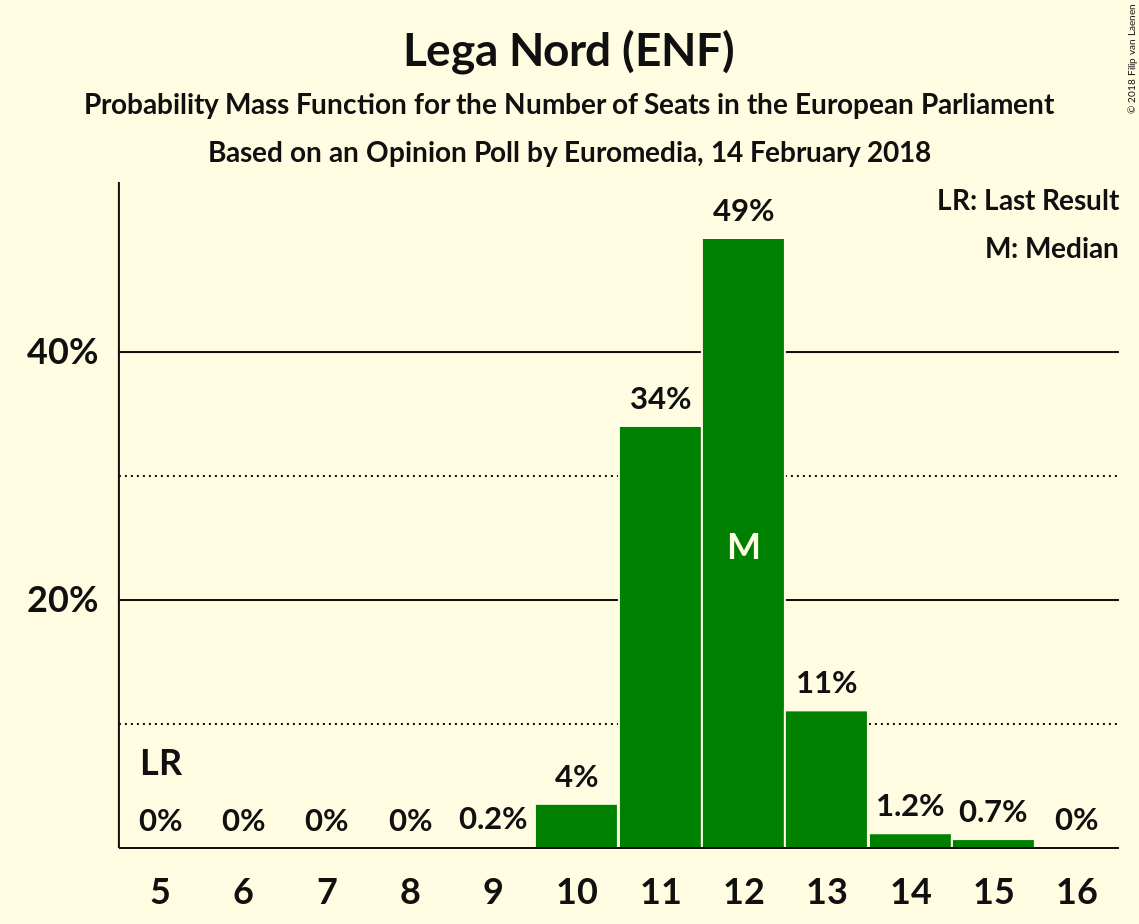 Lega Nord (ENF)
Probability Mass Function for the Number of Seats in the European Parliament
Based on an Opinion Poll by Euromedia, 14 February 2018
© 2018 Filip van Laenen
LR: Last Result
M: Median
49%
40%
34%
M
20%
11%
LR
4%
0% 0% 0% 0% 0.2% 1.2% 0.7% 0%
5 6 7 8 9 10 11 12 13 14 15 16